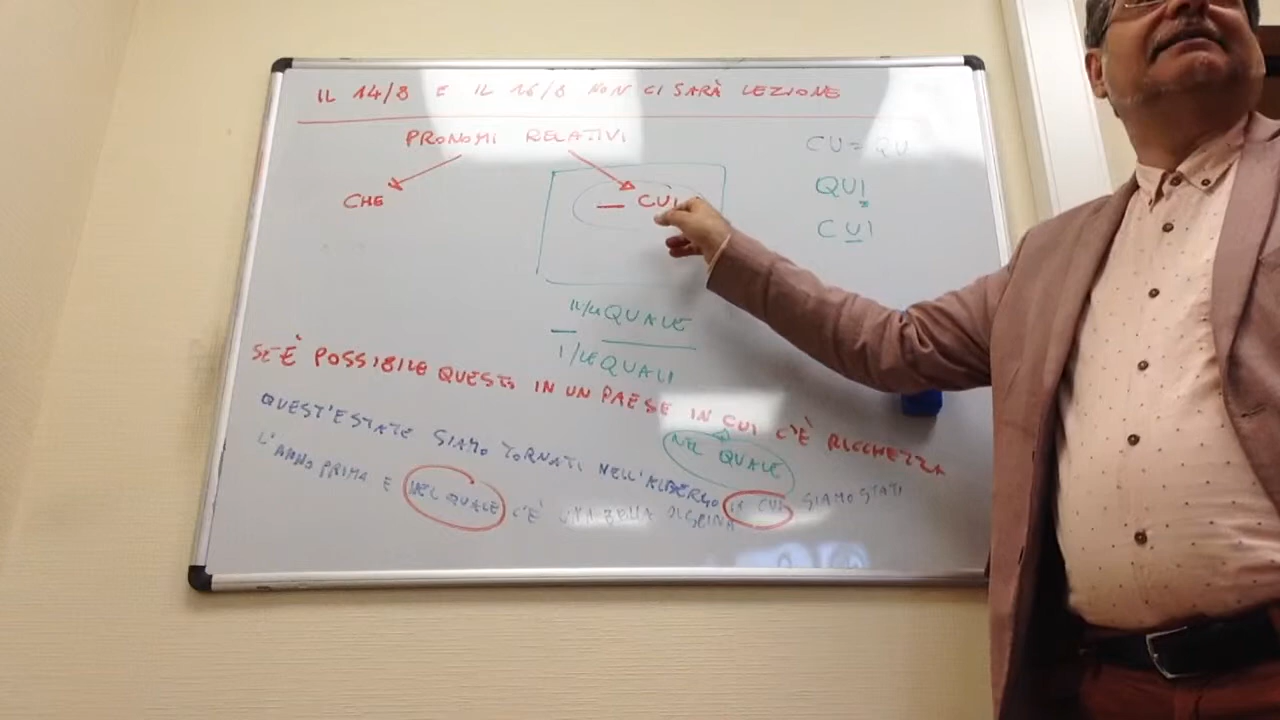 IL 14/8 E IL 16/8 NON CI SARÀ LEZIONE
PRONOMI RELATIVI
CHE
— CUI
CU = QU
QUI
CUI
IL/LA QUALE
I/LE QUALI
SE È POSSIBILE QUESTO IN UN PAESE IN CUI C'È RICCHEZZA
NEL QUALE
QUEST'ESTATE SIAMO TORNATI NELL'ALBERGO IN CUI SIAMO STATI
L'ANNO PRIMA E NEL QUALE C'È UNA BELLA PISCINA